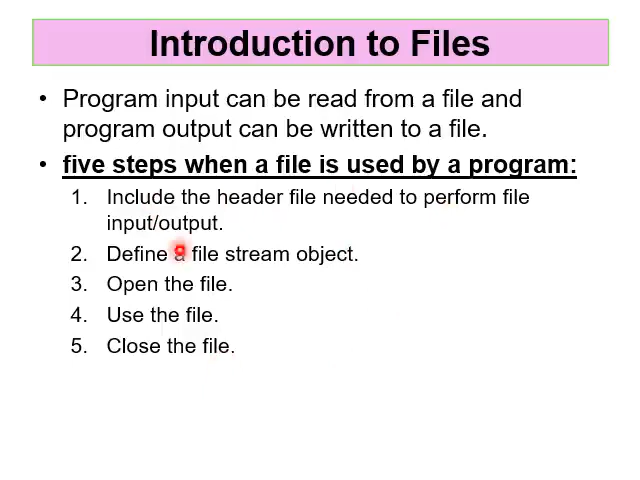 Introduction to Files
• Program input can be read from a file and
program output can be written to a file.
• five steps when a file is used by a program:
1. Include the header file needed to perform file
input/output.
2. Define a file stream object.
3. Open the file.
4. Use the file.
5. Close the file.